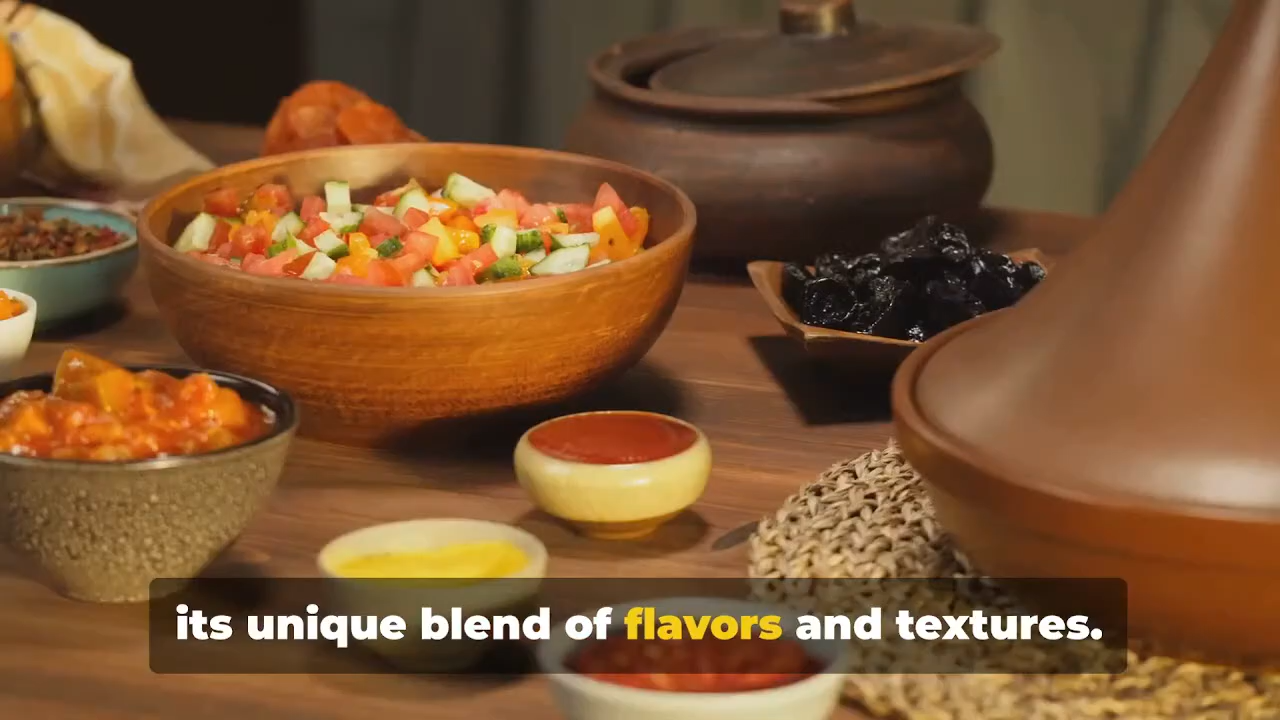 its unique blend of flavors and textures.